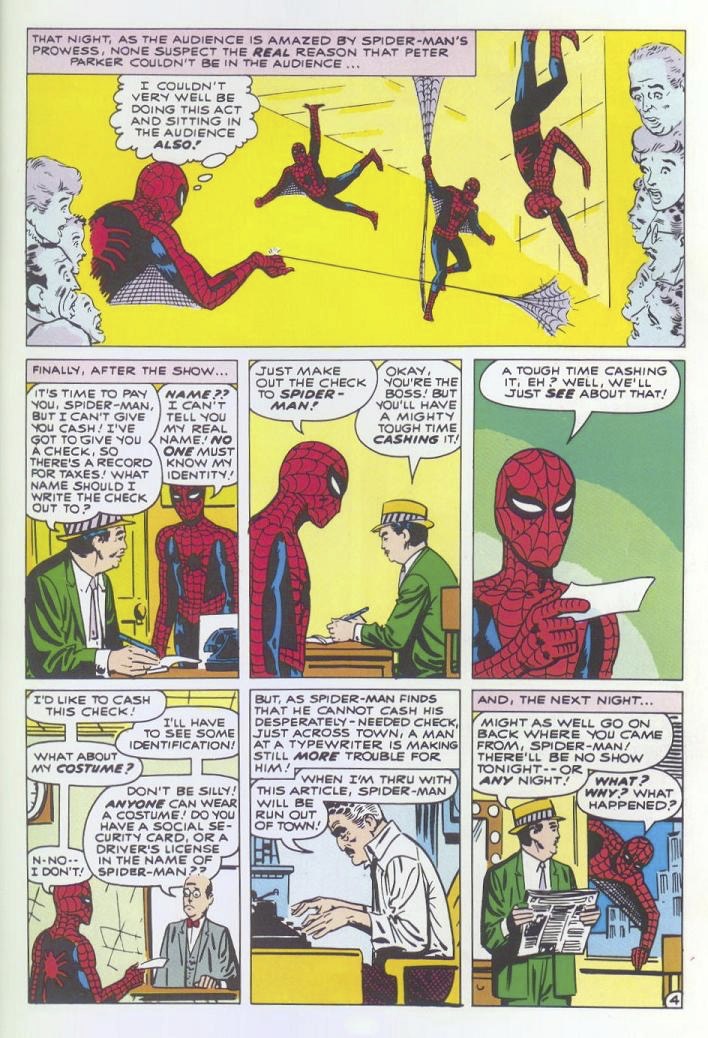 THAT NIGHT, AS THE AUDIENCE IS AMAZED BY SPIDER-MAN'S
PROWESS, NONE SUSPECT THE REAL REASON THAT PETER
PARKER COULDN'T BE IN THE AUDIENCE...
I COULDN'T
VERY WELL BE
DOING THIS ACT
AND SITTING IN
THE AUDIENCE
ALSO!
FINALLY, AFTER THE SHOW...
IT'S TIME TO PAY
YOU, SPIDER-MAN,
BUT I CAN'T GIVE
YOU CASH! I'VE
GOT TO GIVE YOU
A CHECK, SO
THERE'S A RECORD
FOR TAXES! WHAT
NAME SHOULD I
WRITE THE CHECK
OUT TO?
NAME??
I CAN'T
TELL YOU
MY REAL
NAME! NO
ONE MUST
KNOW MY
IDENTITY!
JUST MAKE
OUT THE CHECK
TO SPIDER-
MAN!
OKAY,
YOU'RE THE
BOSS! BUT
YOU'LL HAVE
A MIGHTY
TOUGH TIME
CASHING IT!
A TOUGH TIME CASHING
IT, EH? WELL, WE'LL
JUST SEE ABOUT THAT!
I'D LIKE TO CASH
THIS CHECK!
I'LL HAVE
TO SEE SOME
IDENTIFICATION!
WHAT ABOUT
MY COSTUME?
DON'T BE SILLY!
ANYONE CAN WEAR
A COSTUME! DO YOU
HAVE A SOCIAL SE-
CURITY CARD, OR A
DRIVER'S LICENSE
IN THE NAME OF
SPIDER-MAN??
N-NO--
I DON'T!
BUT, AS SPIDER-MAN FINDS
THAT HE CANNOT CASH HIS
DESPERATELY-NEEDED CHECK,
JUST ACROSS TOWN, A MAN
AT A TYPEWRITER IS MAKING
STILL MORE TROUBLE FOR
HIM!
WHEN I'M THRU WITH
THIS ARTICLE, SPIDER-MAN
WILL BE
RUN OUT
OF TOWN!
AND, THE NEXT NIGHT...
MIGHT AS WELL GO ON
BACK WHERE YOU CAME
FROM, SPIDER-MAN!
THERE'LL BE NO SHOW
TONIGHT--OR
ANY NIGHT!
WHAT?
WHY? WHAT
HAPPENED?
4